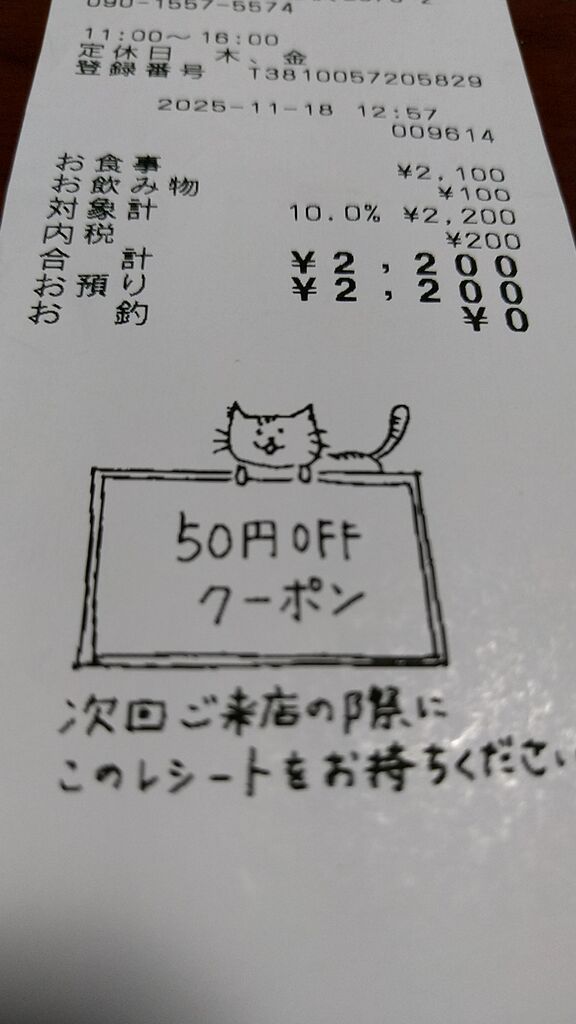 090-1557-5574
11:00～16:00
定休日 木、金
登録番号 T3810057205829
2025-11-18 12:57
009614
お食事 ¥2,100
お飲み物 ¥100
対象計 10.0% ¥2,200
内税 ¥200
合計 ¥2,200
お預り ¥2,200
お釣 ¥0
50円OFF
クーポン
次回ご来店の際に
このレシートをお持ちください